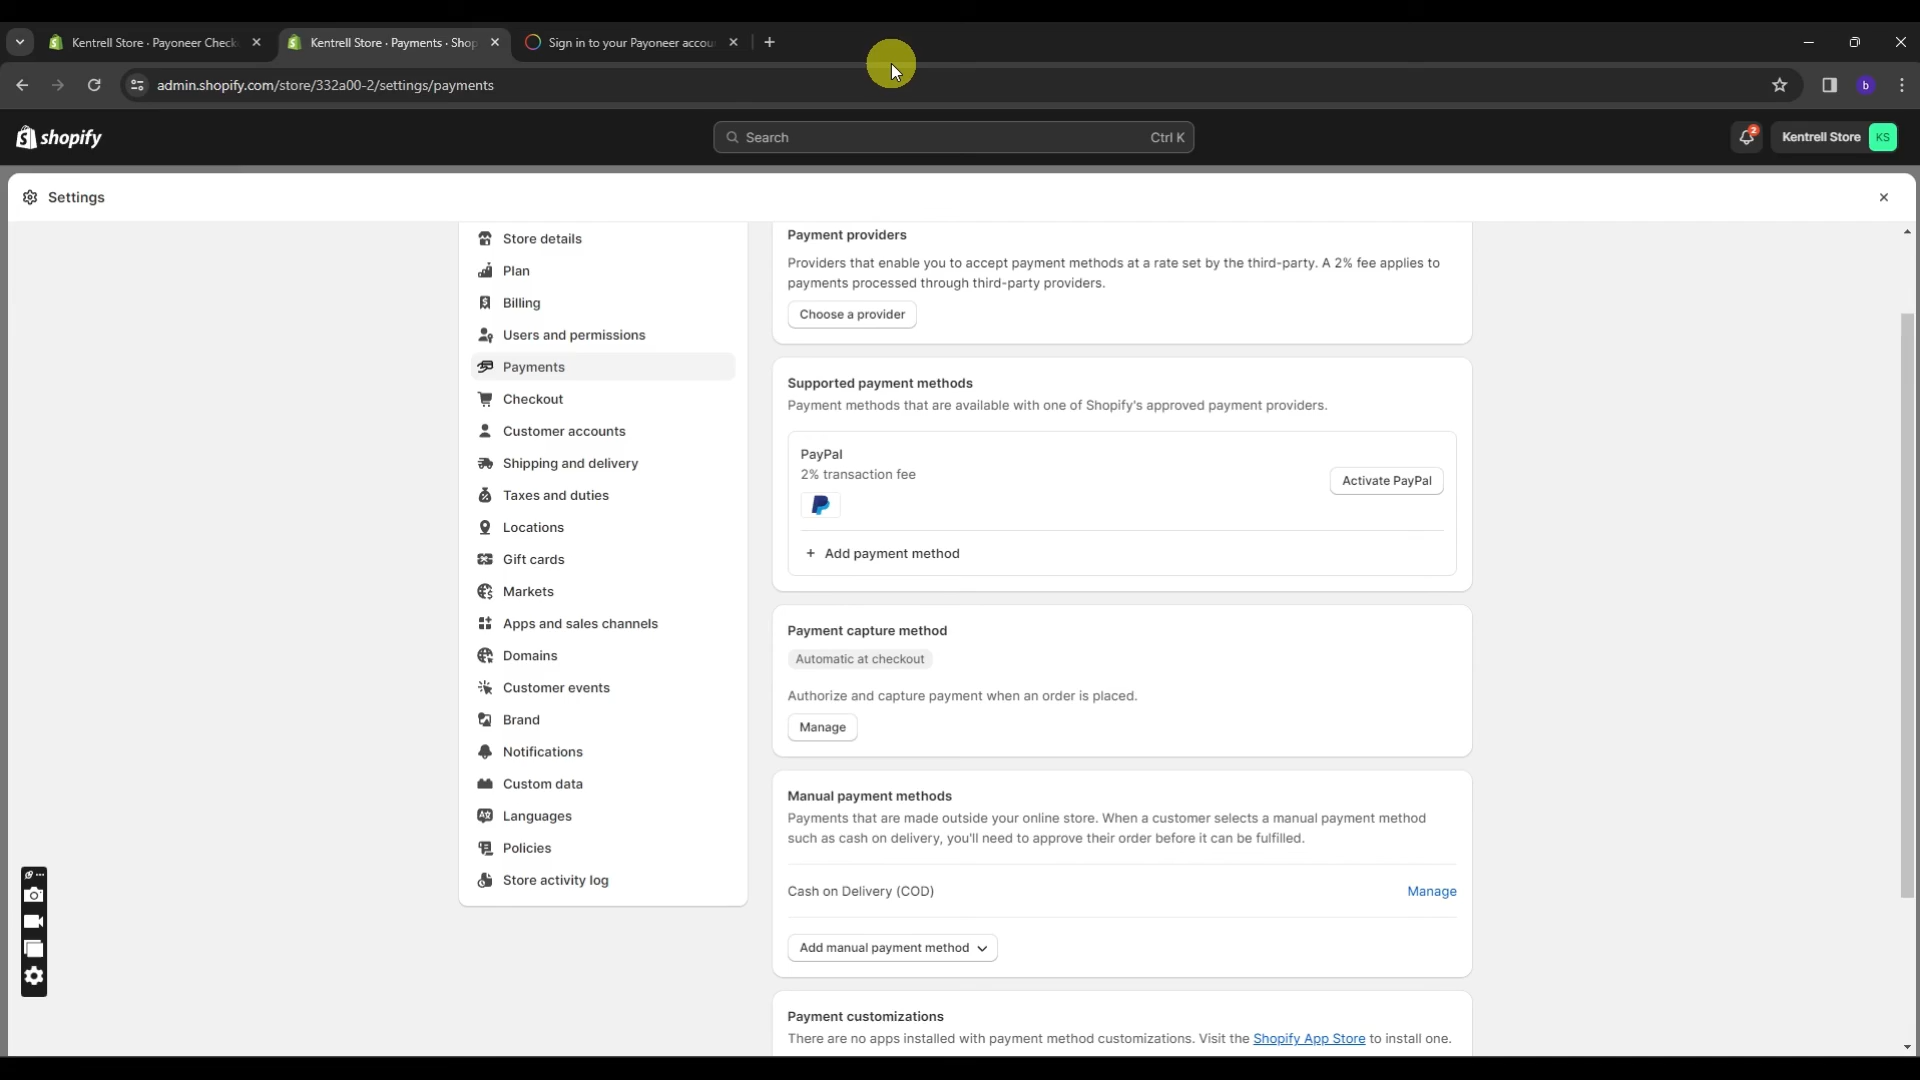 Kentrell Store · Payoneer Check
Kentrell Store · Payments · Shop
Sign in to your Payoneer accou
admin.shopify.com/store/332a00-2/settings/payments
b
shopify
Search
Ctrl K
2
Kentrell Store
KS
Settings
Store details
Plan
Billing
Users and permissions
Payments
Checkout
Customer accounts
Shipping and delivery
Taxes and duties
Locations
Gift cards
Markets
Apps and sales channels
Domains
Customer events
Brand
Notifications
Custom data
Languages
Policies
Store activity log
Payment providers
Providers that enable you to accept payment methods at a rate set by the third-party. A 2% fee applies to
payments processed through third-party providers.
Choose a provider
Supported payment methods
Payment methods that are available with one of Shopify's approved payment providers.
PayPal
2% transaction fee
Activate PayPal
+ Add payment method
Payment capture method
Automatic at checkout
Authorize and capture payment when an order is placed.
Manage
Manual payment methods
Payments that are made outside your online store. When a customer selects a manual payment method
such as cash on delivery, you'll need to approve their order before it can be fulfilled.
Cash on Delivery (COD)
Manage
Add manual payment method
Payment customizations
There are no apps installed with payment method customizations. Visit the Shopify App Store to install one.